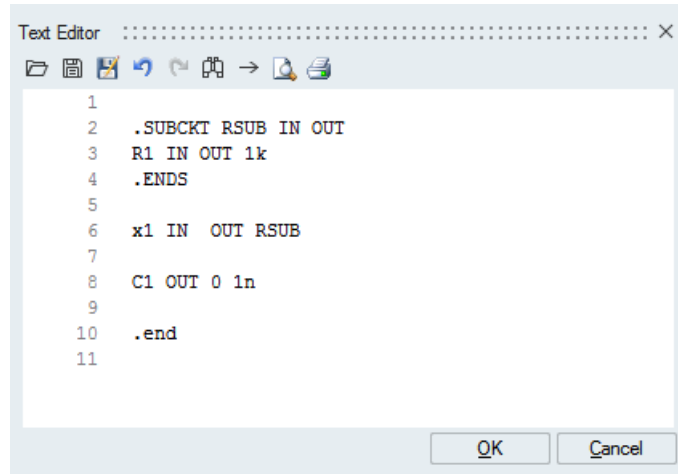 Text Editor
1
2 .SUBCKT RSUB IN OUT
3 R1 IN OUT 1k
4 .ENDS
5
6 x1 IN  OUT RSUB
7
8 C1 OUT 0 1n
9
10 .end
11
OK Cancel